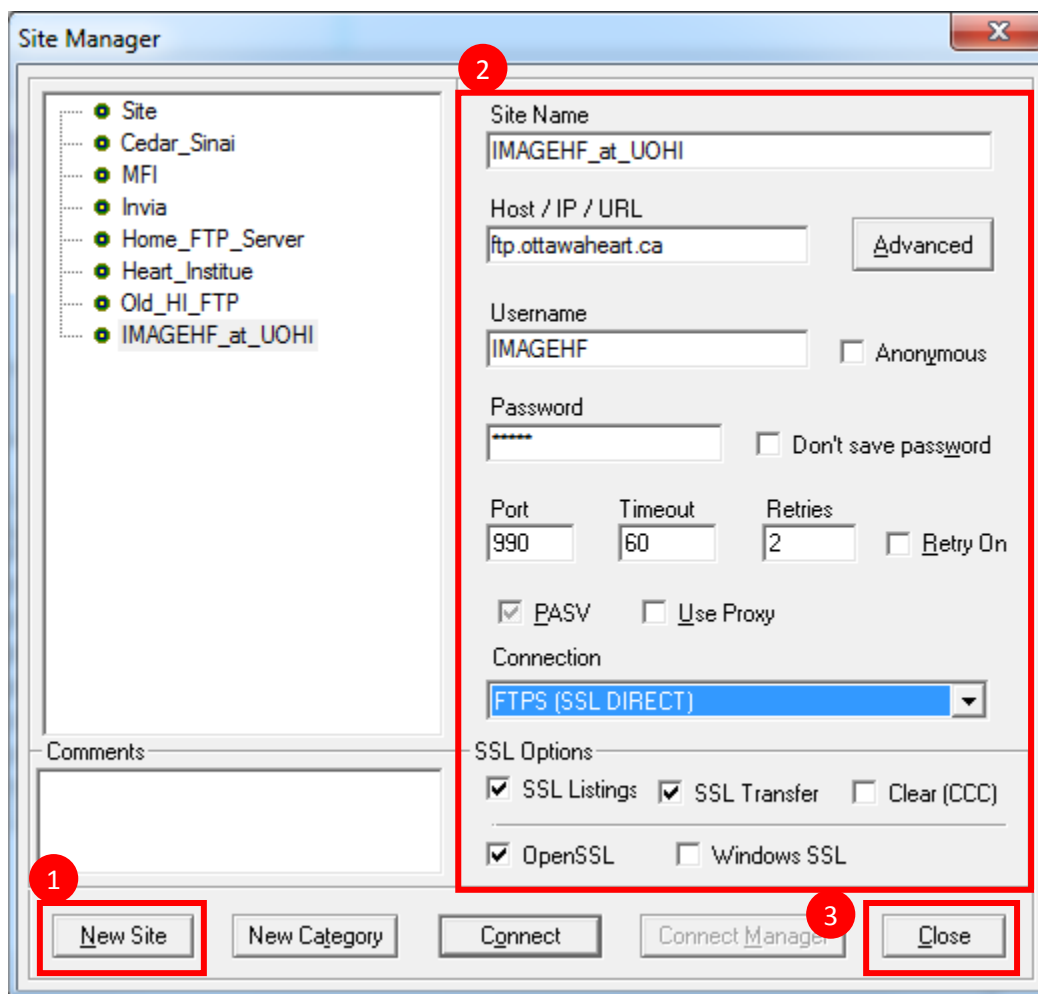 Site Manager
x
2
Site
Cedar_Sinai
MFI
Invia
Home_FTP_Server
Heart_Institue
Old_HI_FTP
IMAGEHF_at_UOHI
Site Name
IMAGEHF_at_UOHI
Host / IP / URL
ftp.ottawaheart.ca
Advanced
Username
IMAGEHF
Anonymous
Password
*****
Don't save password
Port Timeout Retries
990 60 2 Retry On
PASV Use Proxy
Connection
FTPS (SSL DIRECT)
Comments
SSL Options
SSL Listings SSL Transfer Clear (CCC)
OpenSSL Windows SSL
1
3
New Site New Category Connect Connect Manager Close